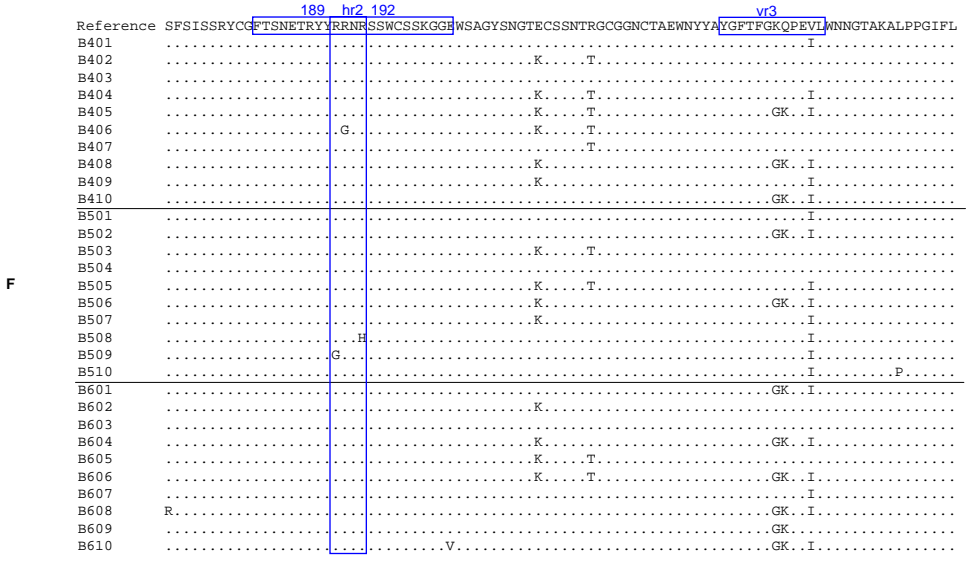 189 hr2 192
vr3
Reference SFSISSRYCGFTSNETRYYRRNRSSWCSSKGGEWSAGYSNGTECSSNTRGCGGNCTAEWNYYAYGFTFGKQPEVLWNNGTAKALPPGIFL
B401 .........................................................................I................
B402 ..........................................K.....T.........................................
B403 ..........................................................................................
B404 ..........................................K.....T........................I................
B405 ..........................................K.....T....................GK..I................
B406 ....................G.....................K.....T.........................................
B407 ................................................T.........................................
B408 ..........................................K..........................GK..I................
B409 ..........................................K..............................I................
B410 .....................................................................GK..I................
B501 .........................................................................I................
B502 .....................................................................GK..I................
B503 ..........................................K.....T.........................................
B504 ..........................................................................................
B505 ..........................................K.....T........................I................
B506 ..........................................K..........................GK..I................
B507 ..........................................K..............................I................
B508 ......................H..................................................I................
B509 ...................G.....................................................I................
B510 .........................................................................I.........P......
B601 .....................................................................GK..I................
B602 ..........................................K...............................................
B603 ..........................................................................................
B604 ..........................................K..........................GK..I................
B605 ..........................................K.....T.........................................
B606 ..........................................K.....T....................GK..I................
B607 .........................................................................I................
B608 R....................................................................GK..I................
B609 .....................................................................GK...................
B610 ................................V....................................GK..I................
F